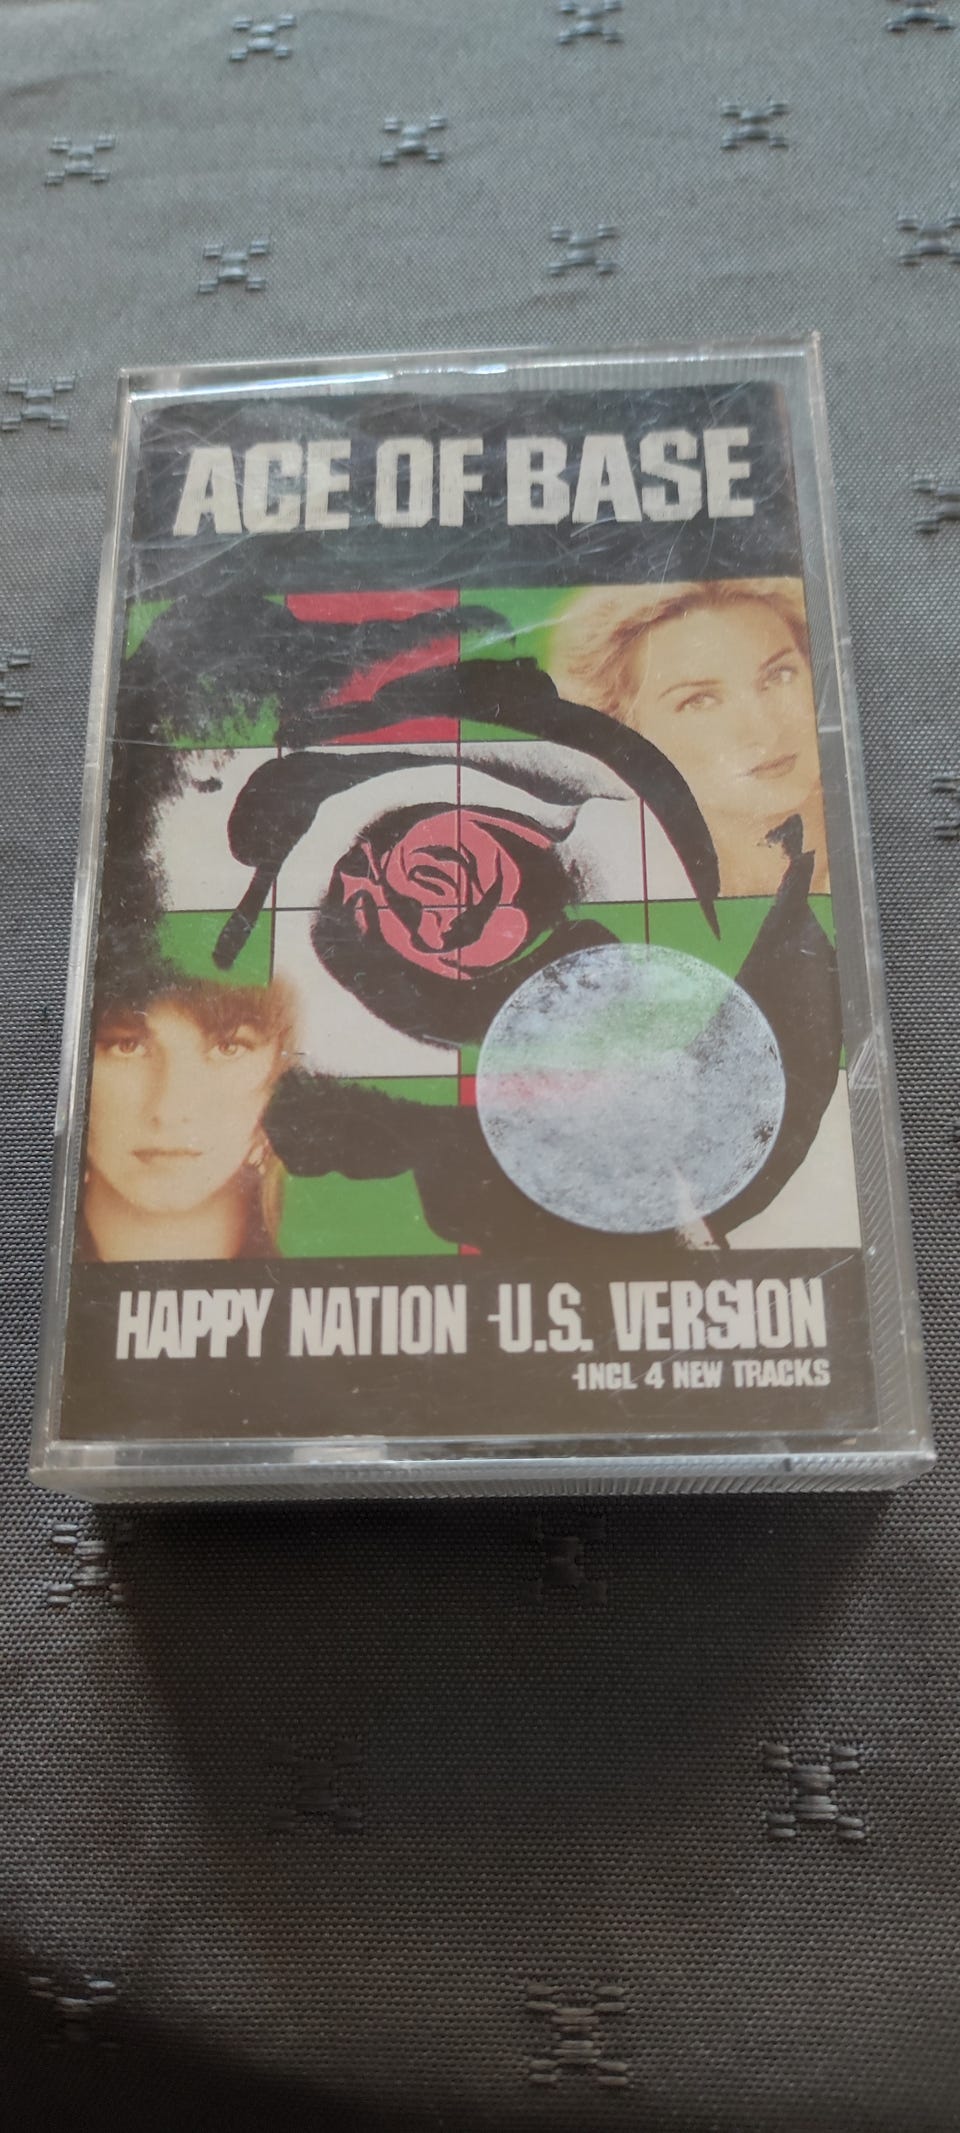 ACE OF BASE
HAPPY NATION -U.S. VERSION
-INCL 4 NEW TRACKS